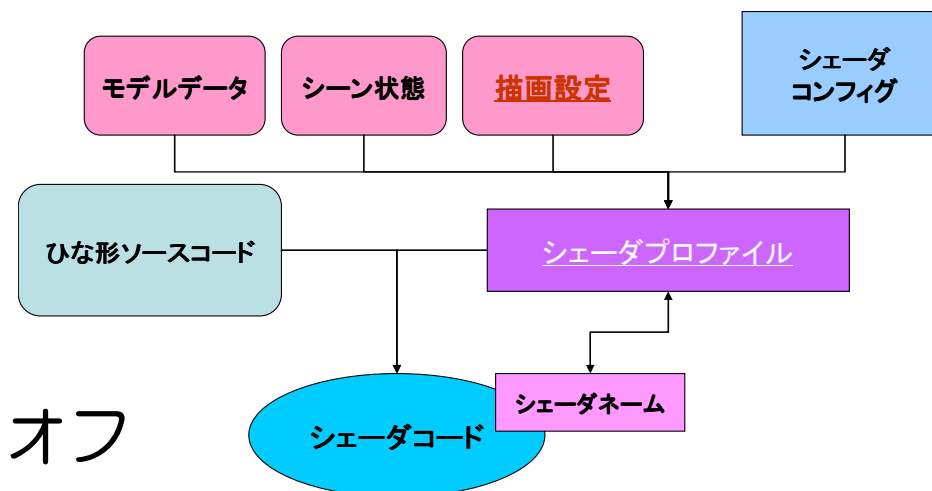 モデルデータ
シーン状態
描画設定
シェーダ
コンフィグ
ひな形ソースコード
シェーダプロファイル
シェーダネーム
シェーダコード
オフ